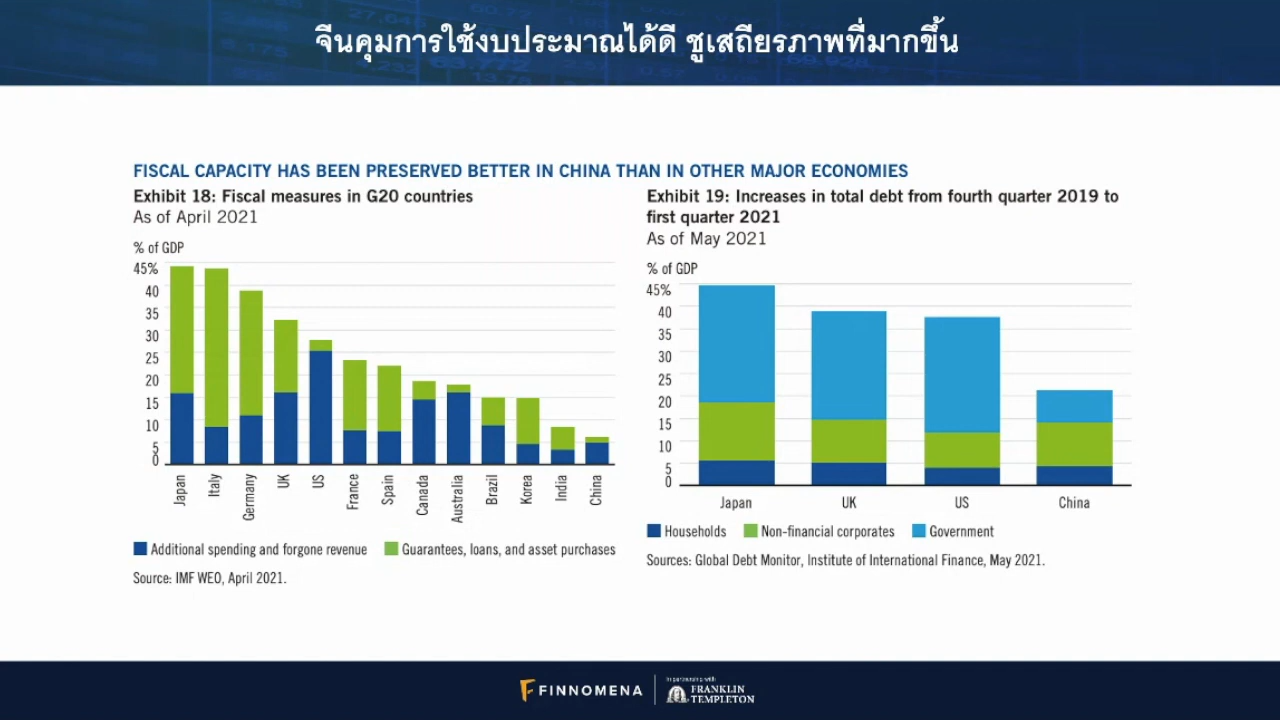 จีนคุมการใช้งบประมาณได้ดี ชูเสถียรภาพที่มากขึ้น
FISCAL CAPACITY HAS BEEN PRESERVED BETTER IN CHINA THAN IN OTHER MAJOR ECONOMIES
Exhibit 18: Fiscal measures in G20 countries
As of April 2021
% of GDP
45%
40
35
30
25
20
15
10
5
0
Japan
Italy
Germany
UK
US
France
Spain
Canada
Australia
Brazil
Korea
India
China
Additional spending and forgone revenue
Guarantees, loans, and asset purchases
Source: IMF WEO, April 2021.
Exhibit 19: Increases in total debt from fourth quarter 2019 to
first quarter 2021
As of May 2021
% of GDP
45%
40
35
30
25
20
15
10
5
0
Japan
UK
US
China
Households
Non-financial corporates
Government
Sources: Global Debt Monitor, Institute of International Finance, May 2021.
FINNOMENA
In partnership with
FRANKLIN
TEMPLETON